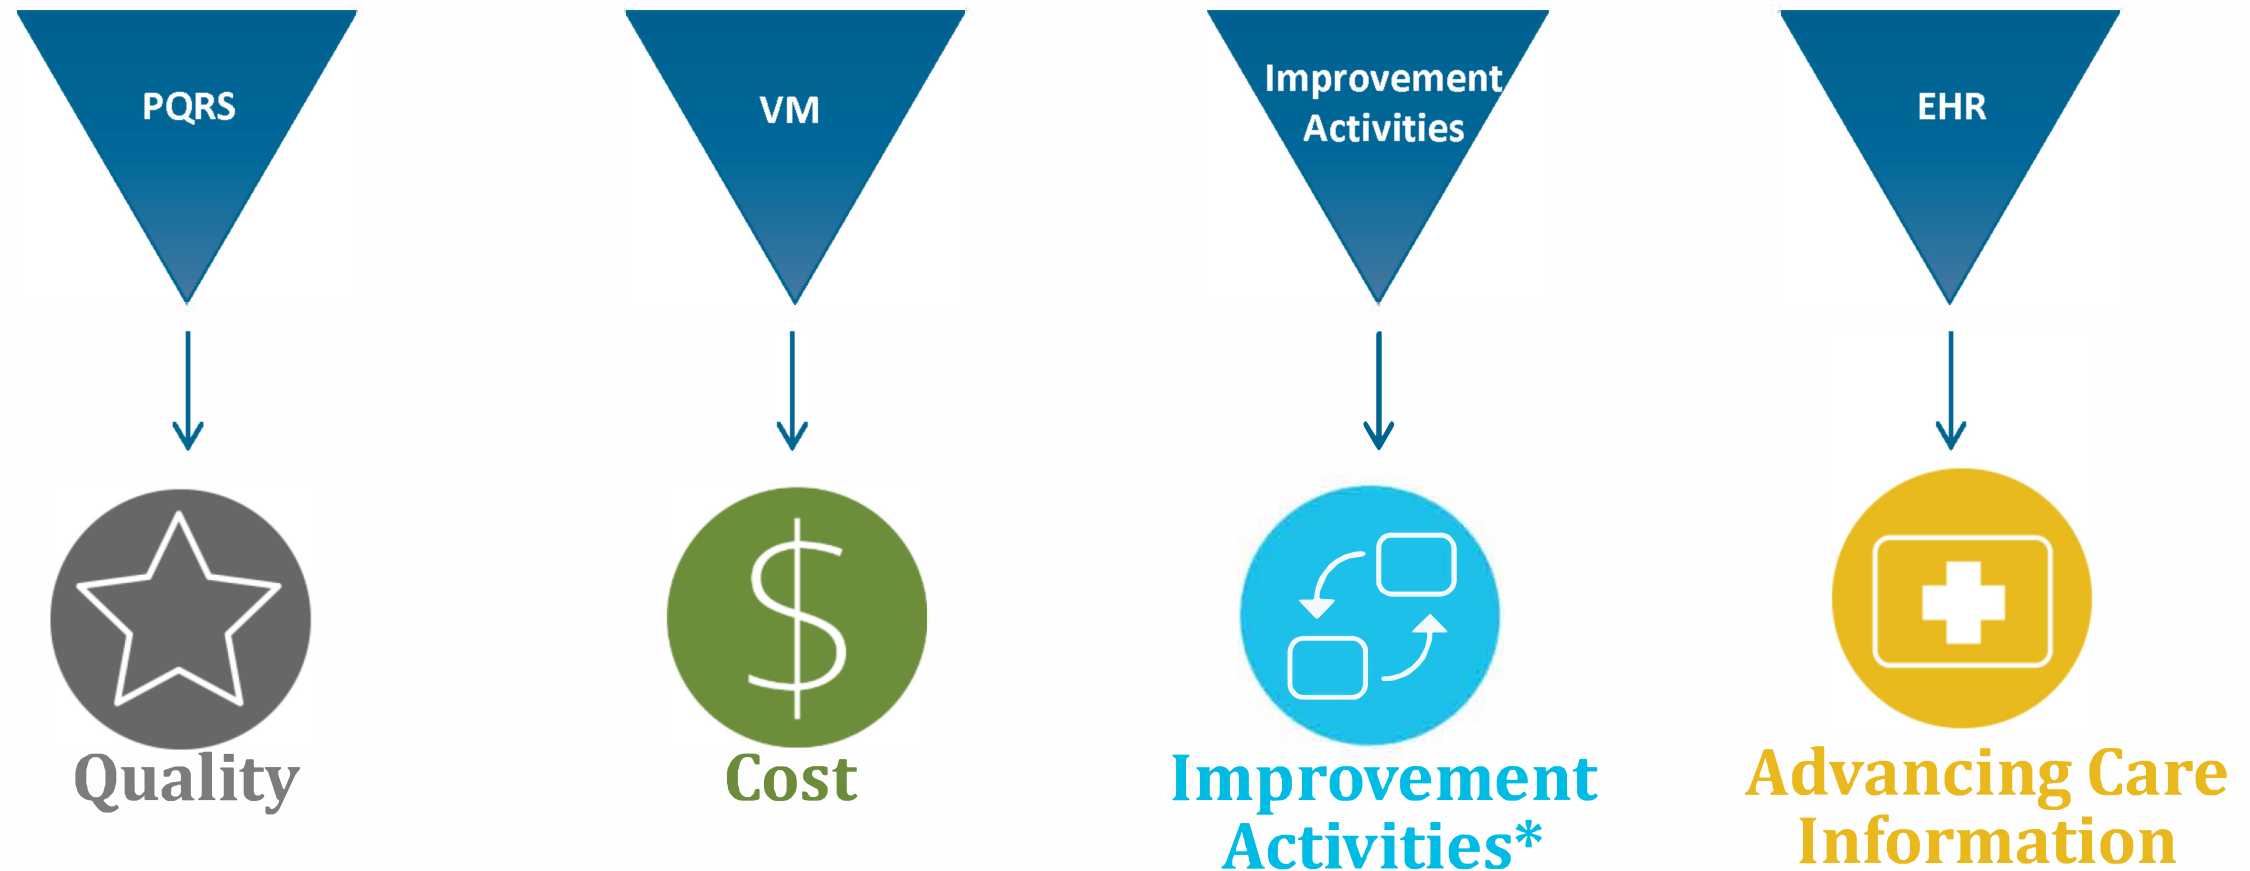 PQRS
VM
Improvement
Activities
EHR
Quality
Cost
Improvement
Activities*
Advancing Care
Information